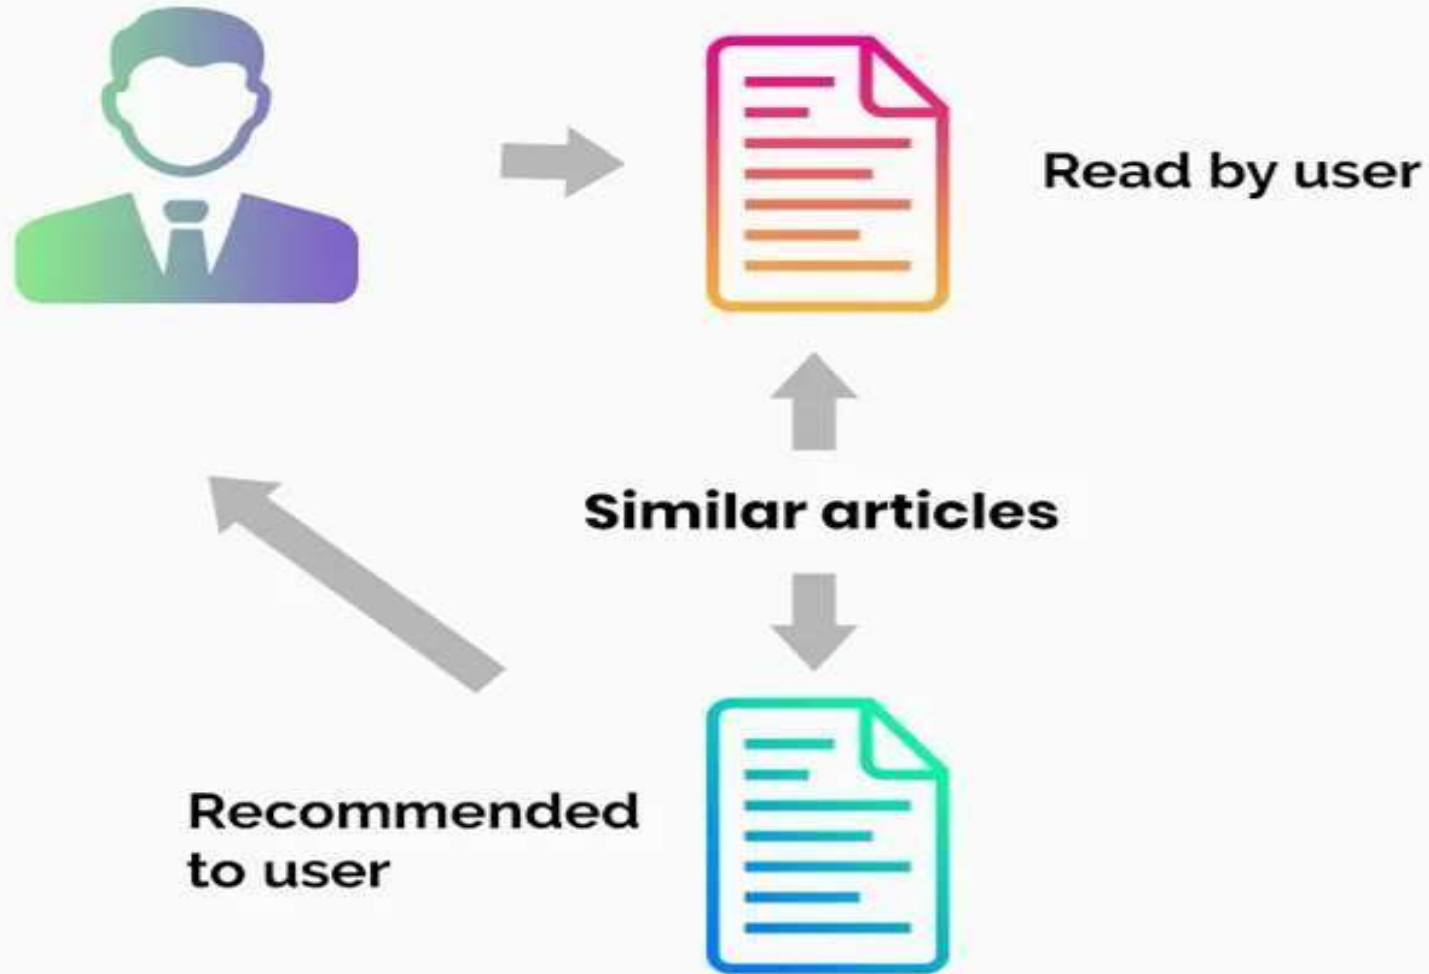 Read by user
Similar articles
Recommended
to user